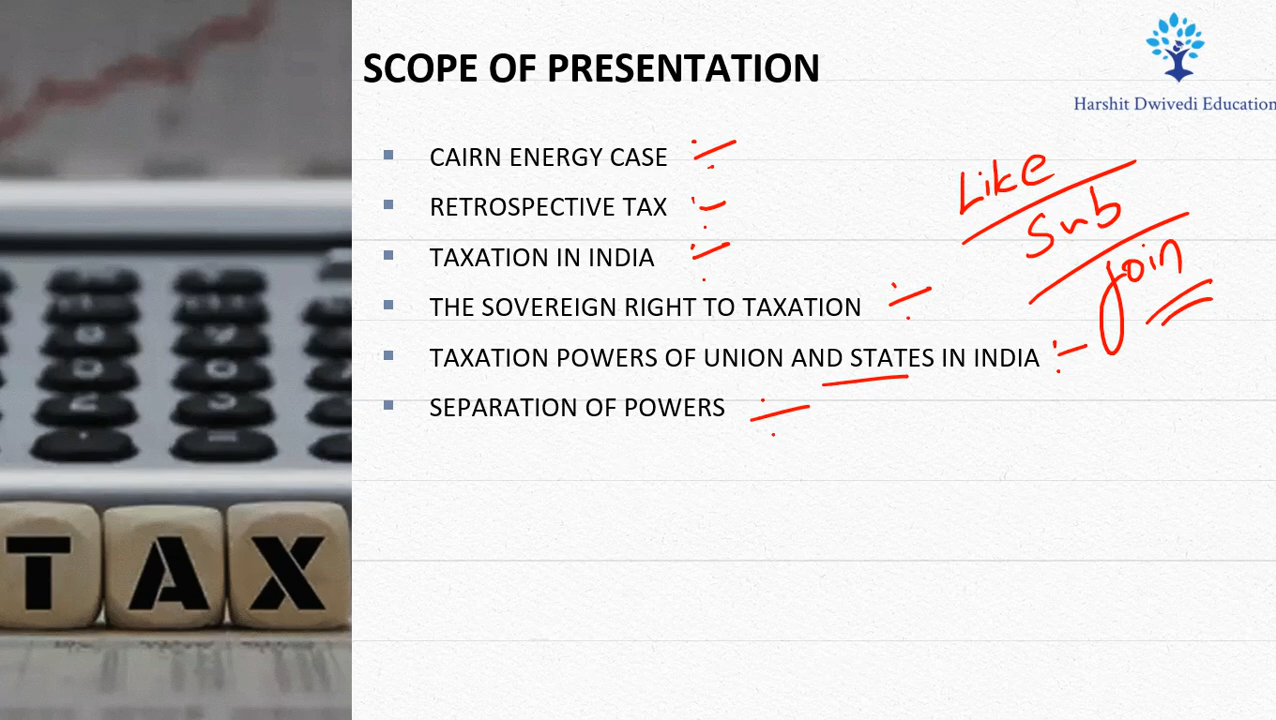 SCOPE OF PRESENTATION
Harshit Dwivedi Education
CAIRN ENERGY CASE
RETROSPECTIVE TAX
TAXATION IN INDIA
THE SOVEREIGN RIGHT TO TAXATION
TAXATION POWERS OF UNION AND STATES IN INDIA
SEPARATION OF POWERS
Like
Sub
Join
TAX